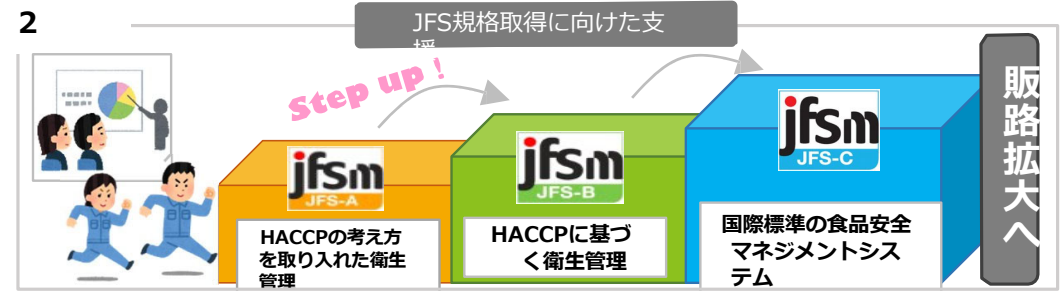 2
JFS規格取得に向けた支
援
Step up！
jfsm
JFS-A
HACCPの考え方
を取り入れた衛生
管理
jfsm
JFS-B
HACCPに基づ
く衛生管理
jfsm
JFS-C
国際標準の食品安全
マネジメントシス
テム
販路拡大へ